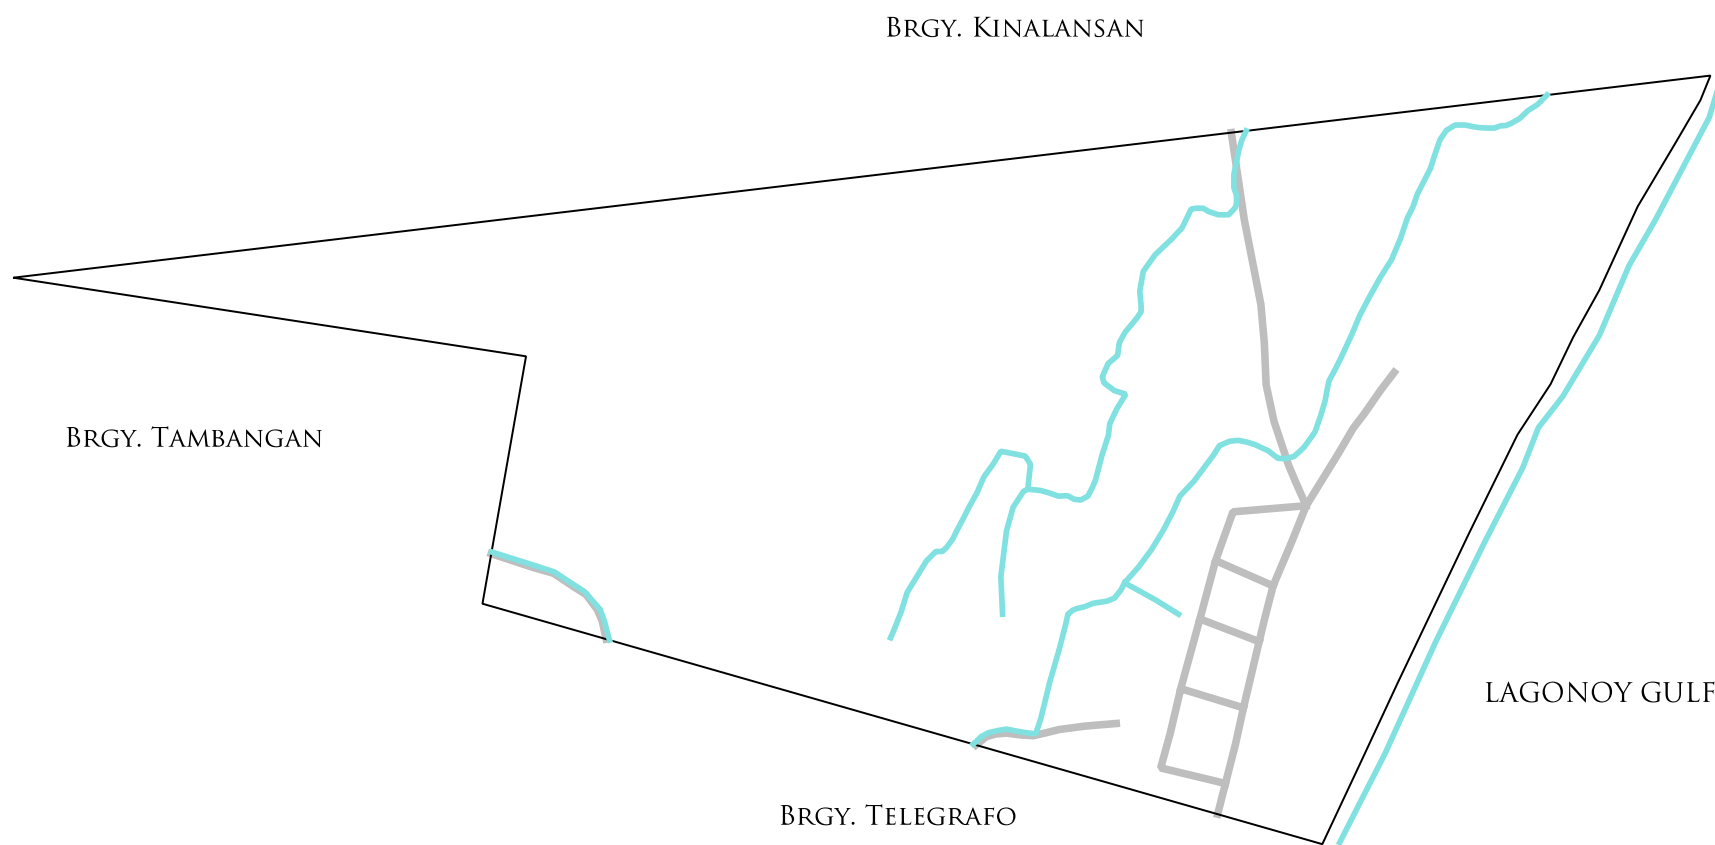 Brgy. Kinalansan
Brgy. Tambangan
LAGONOY GULF
Brgy. Telegrafo